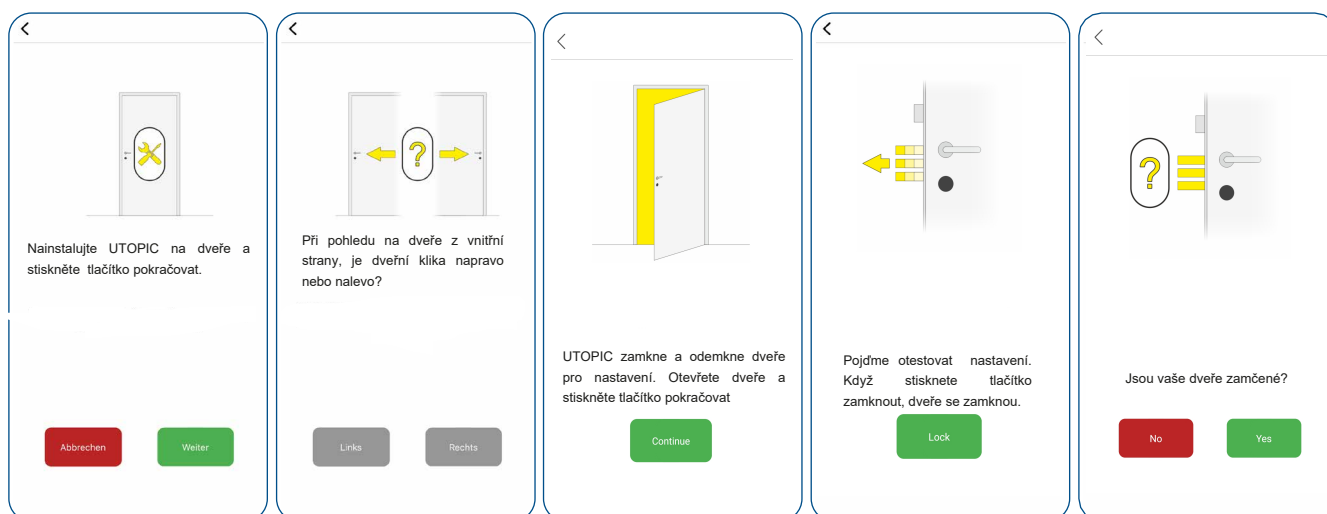 Nainstalujte UTOPIC na dveře a
stiskněte tlačítko pokračovat.
Abbrechen
Weiter
Při pohledu na dveře z vnitřní
strany, je dveřní klika napravo
nebo nalevo?
Links
Rechts
UTOPIC zamkne a odemkne dveře
pro nastavení. Otevřete dveře a
stiskněte tlačítko pokračovat
Continue
Pojďme otestovat nastavení.
Když stisknete tlačítko
zamknout, dveře se zamknou.
Lock
Jsou vaše dveře zamčené?
No
Yes